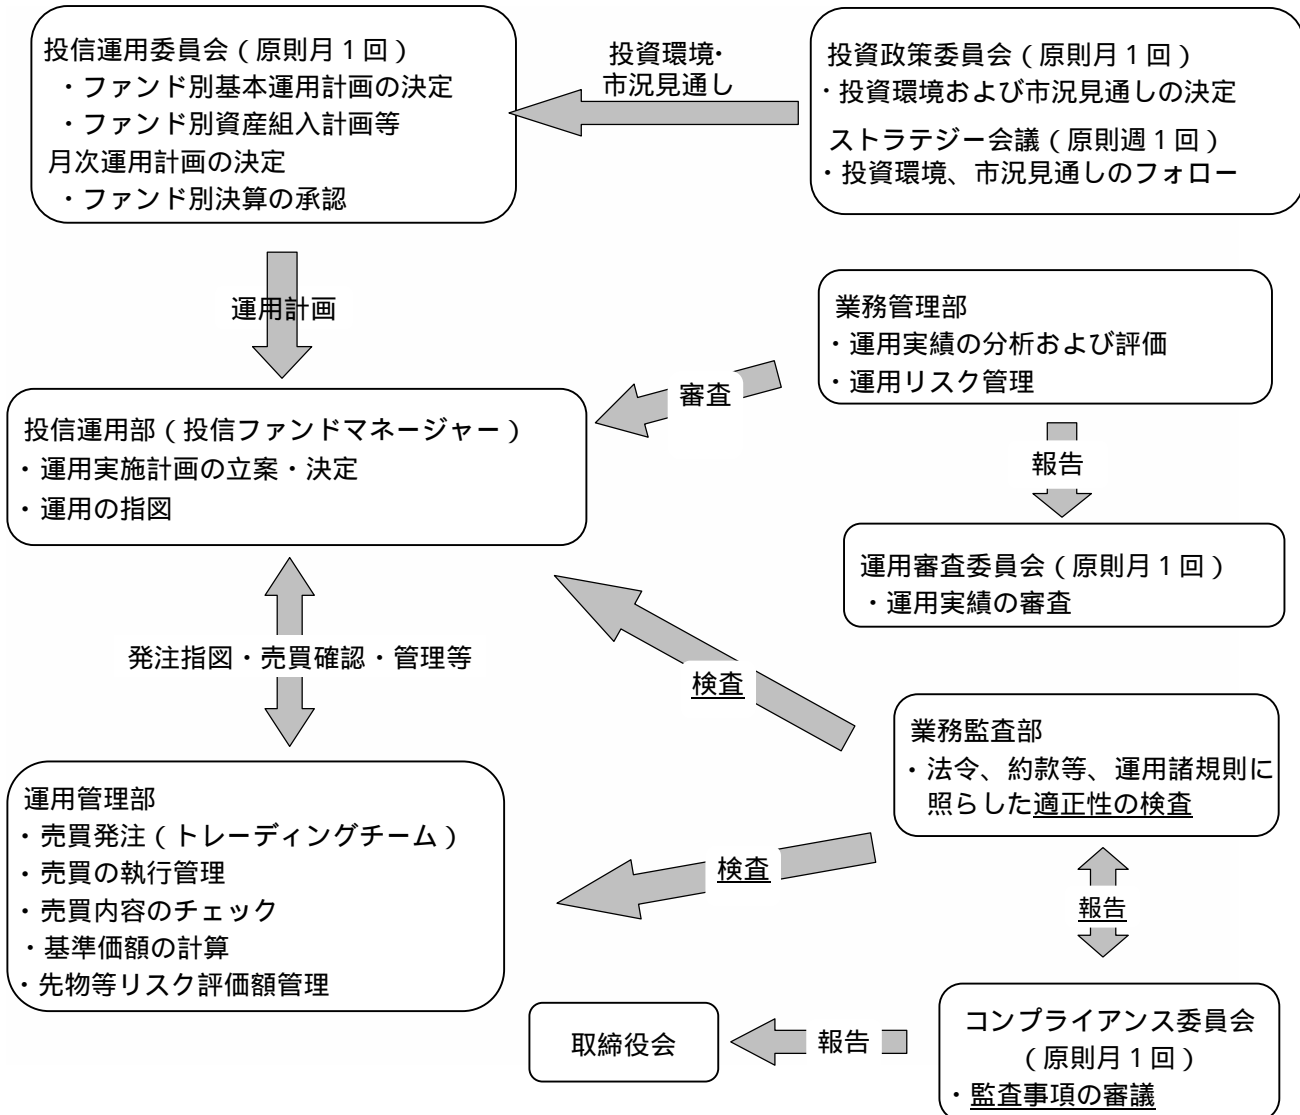 投信運用委員会（原則月１回）
・ファンド別基本運用計画の決定
・ファンド別資産組入計画等
月次運用計画の決定
・ファンド別決算の承認
投資環境・
市況見通し
投資政策委員会（原則月１回）
・投資環境および市況見通しの決定
ストラテジー会議（原則週１回）
・投資環境、市況見通しのフォロー
運用計画
業務管理部
・運用実績の分析および評価
・運用リスク管理
審査
投信運用部（投信ファンドマネージャー）
・運用実施計画の立案・決定
・運用の指図
報告
運用審査委員会（原則月１回）
・運用実績の審査
発注指図・売買確認・管理等
検査
業務監査部
・法令、約款等、運用諸規則に
照らした適正性の検査
運用管理部
・売買発注（トレーディングチーム）
・売買の執行管理
・売買内容のチェック
・基準価額の計算
・先物等リスク評価額管理
検査
報告
コンプライアンス委員会
（原則月１回）
・監査事項の審議
報告
取締役会